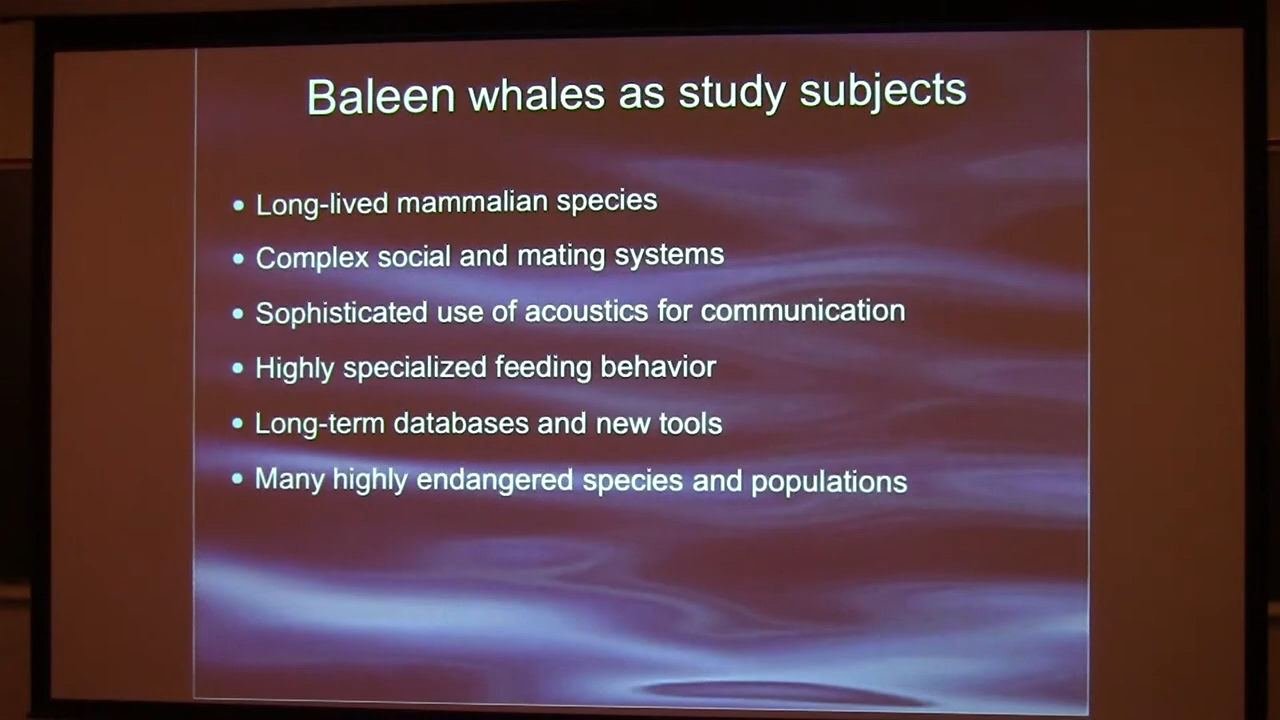 Baleen whales as study subjects
• Long-lived mammalian species
• Complex social and mating systems
• Sophisticated use of acoustics for communication
• Highly specialized feeding behavior
• Long-term databases and new tools
• Many highly endangered species and populations